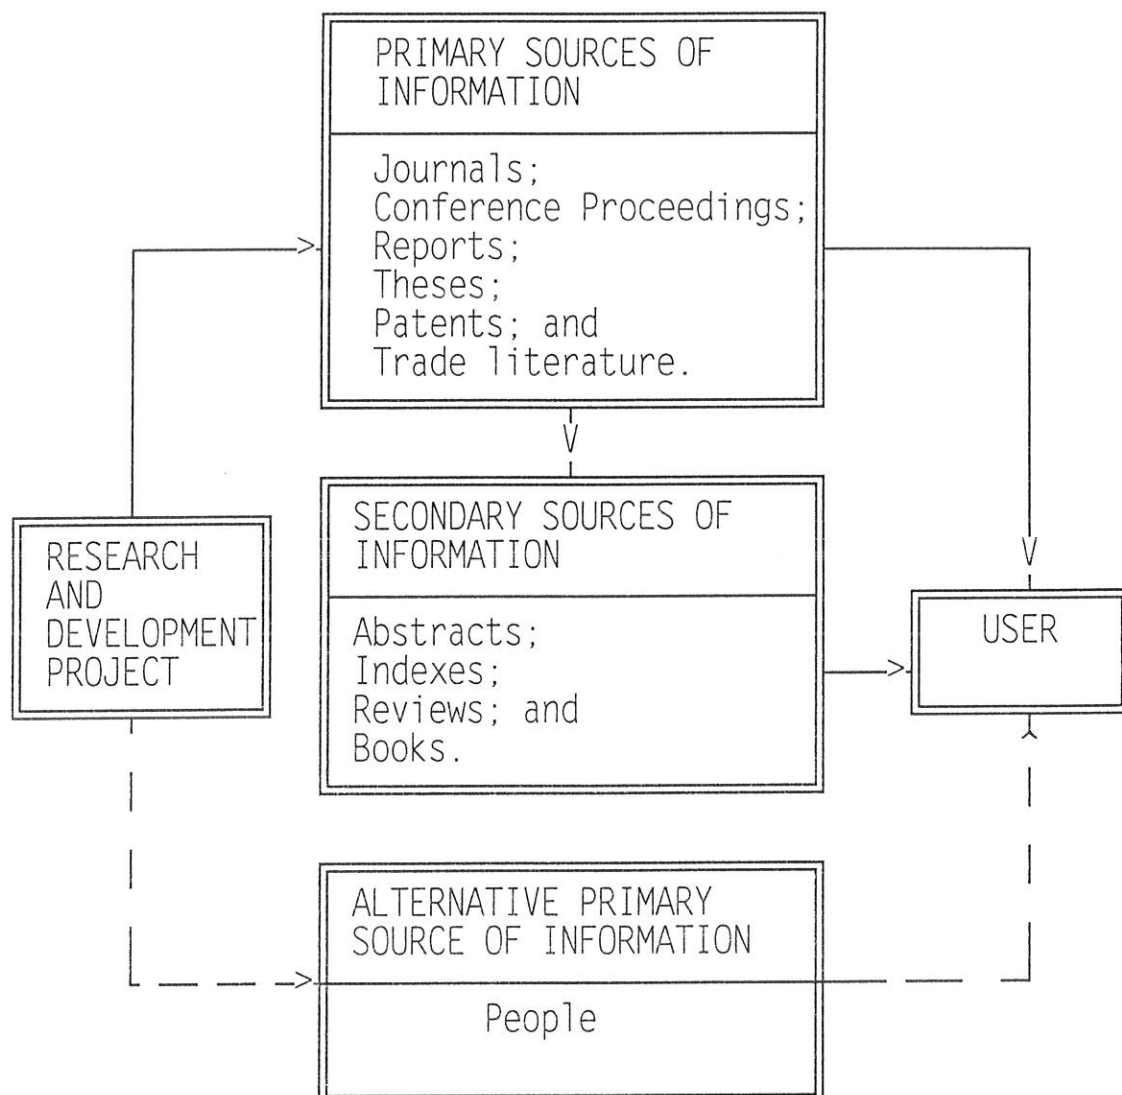 PRIMARY SOURCES OF
INFORMATION
Journals;
Conference Proceedings;
Reports;
Theses;
Patents; and
Trade literature.
SECONDARY SOURCES OF
INFORMATION
Abstracts;
Indexes;
Reviews; and
Books.
RESEARCH
AND
DEVELOPMENT
PROJECT
USER
ALTERNATIVE PRIMARY
SOURCE OF INFORMATION
People